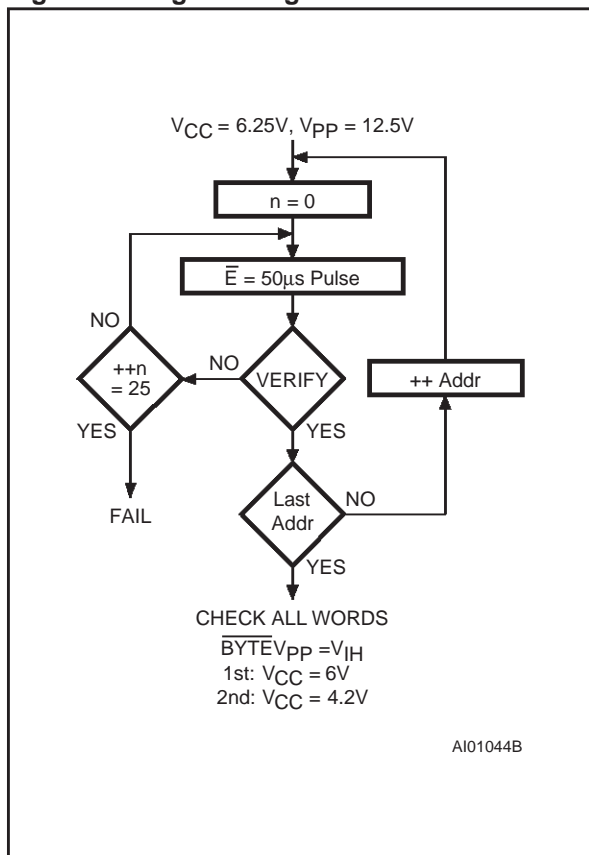 VCC = 6.25V, VPP = 12.5V
n = 0
E̅ = 50µs Pulse
NO
++n
= 25
NO
VERIFY
++ Addr
YES
YES
FAIL
Last
Addr
NO
YES
CHECK ALL WORDS
B̅Y̅T̅E̅VPP =VIH
1st: VCC = 6V
2nd: VCC = 4.2V
AI01044B